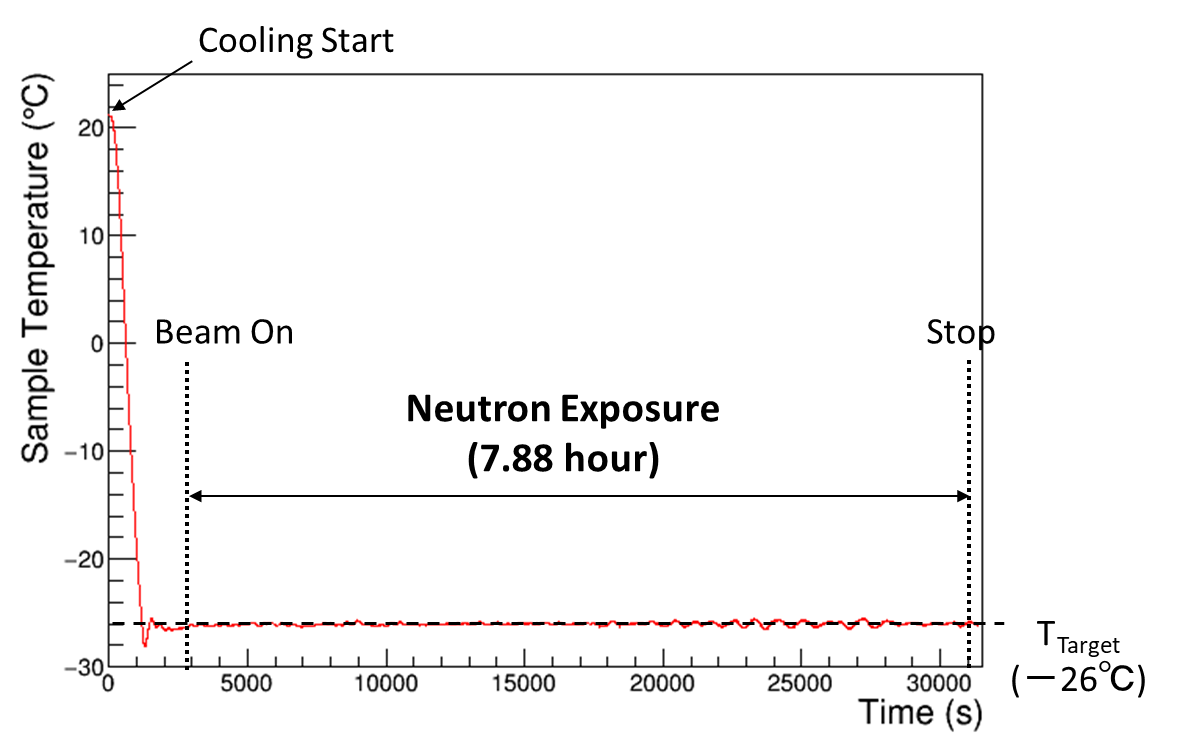 Cooling Start
Sample Temperature (°C)
20
10
0
−10
−20
−30
Beam On
Stop
Neutron Exposure
(7.88 hour)
0 5000 10000 15000 20000 25000 30000
Time (s)
T Target
(−26℃)